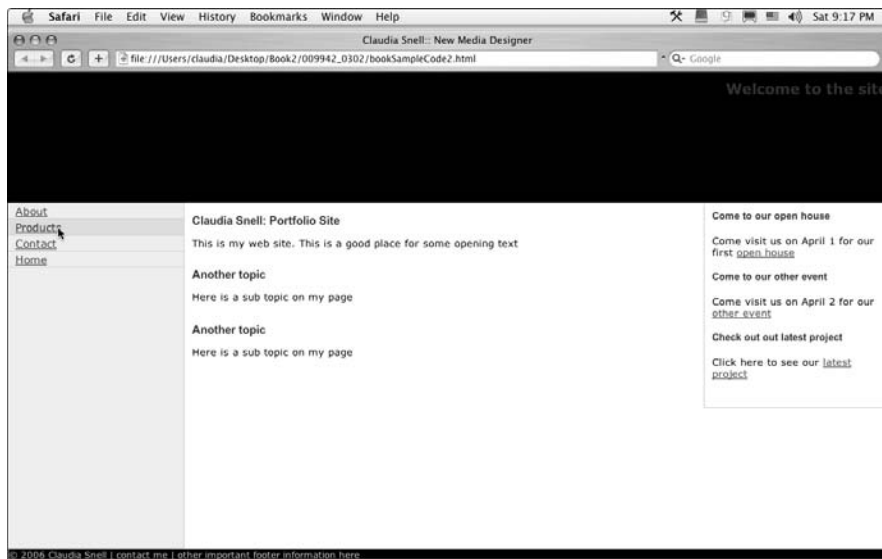 Safari File Edit View History Bookmarks Window Help Sat 9:17 PM
Claudia Snell:: New Media Designer
file:///Users/claudia/Desktop/Book2/009942_0302/bookSampleCode2.html Google
Welcome to the site
About
Products
Contact
Home
Claudia Snell: Portfolio Site
This is my web site. This is a good place for some opening text
Another topic
Here is a sub topic on my page
Another topic
Here is a sub topic on my page
Come to our open house
Come visit us on April 1 for our
first open house
Come to our other event
Come visit us on April 2 for our
other event
Check out out latest project
Click here to see our latest
project
© 2006 Claudia Snell | contact me | other important footer information here